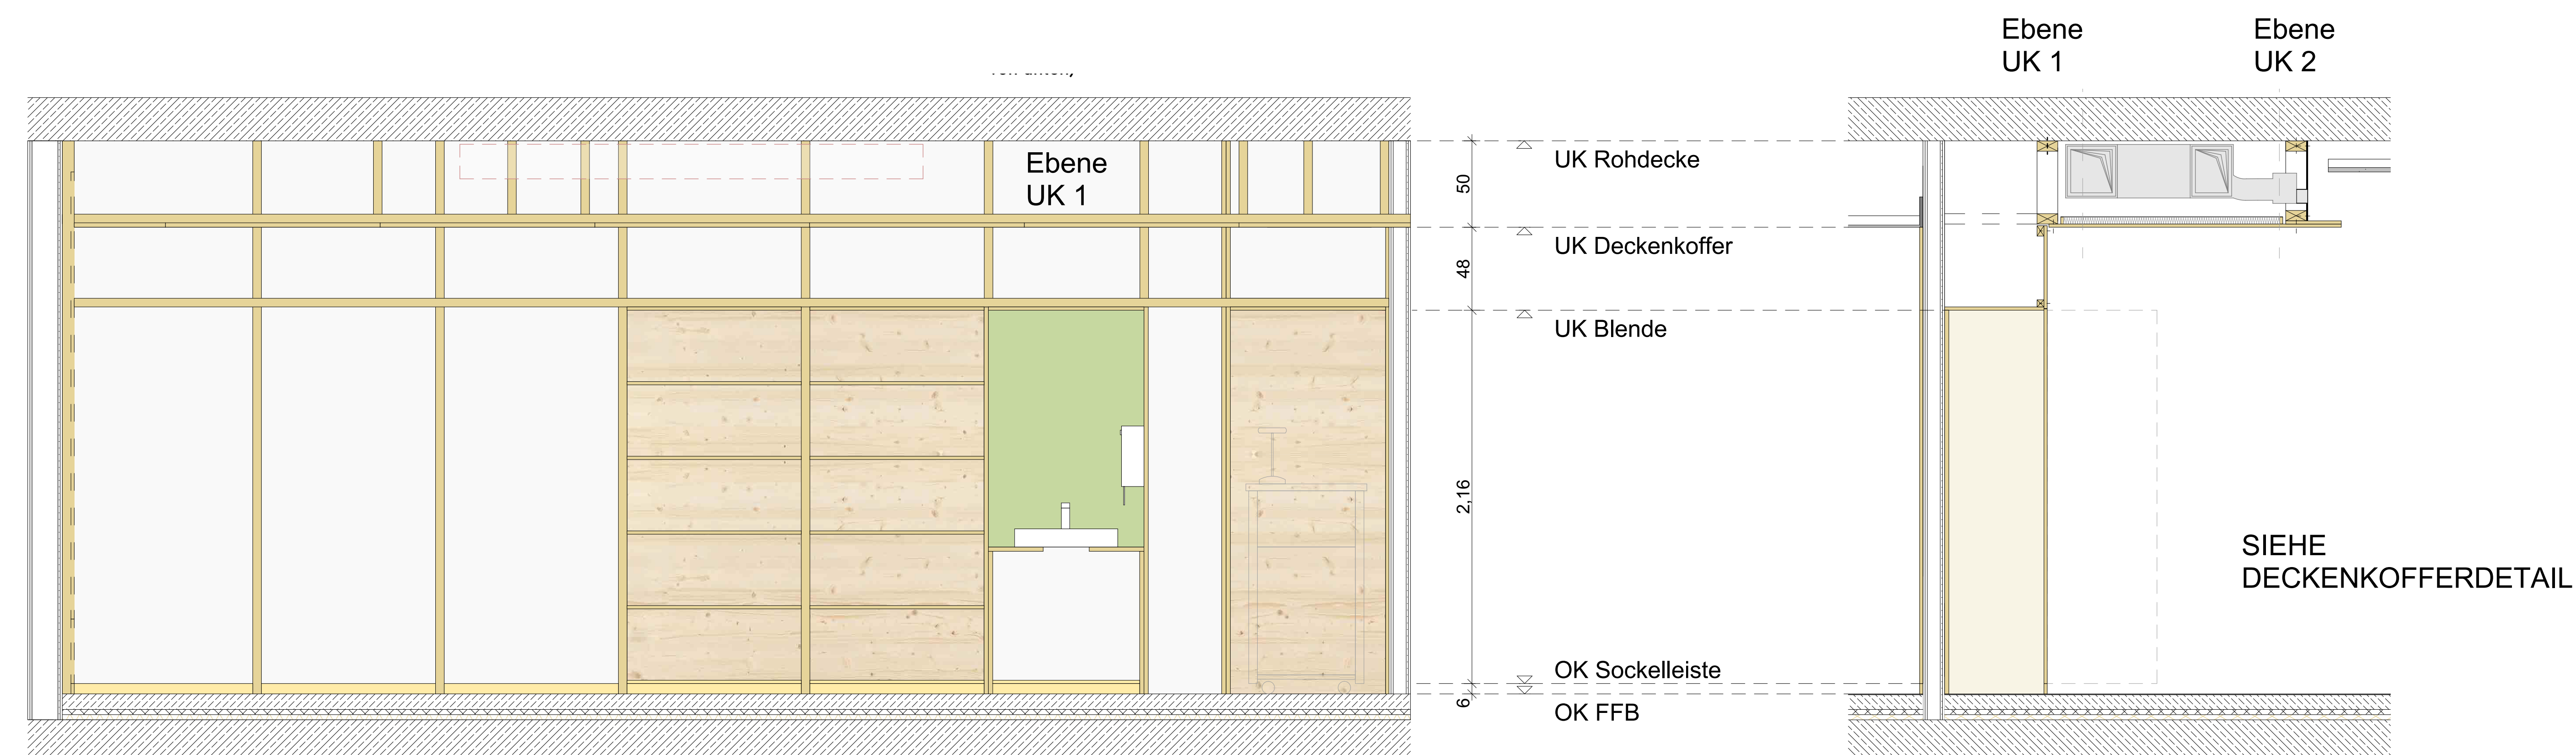 Ebene
UK 1
Ebene
UK 2
Ebene
UK 1
50
UK Rohdecke
UK Deckenkoffer
48
UK Blende
2,16
SIEHE
DECKENKOFFERDETAIL
OK Sockelleiste
6
OK FFB